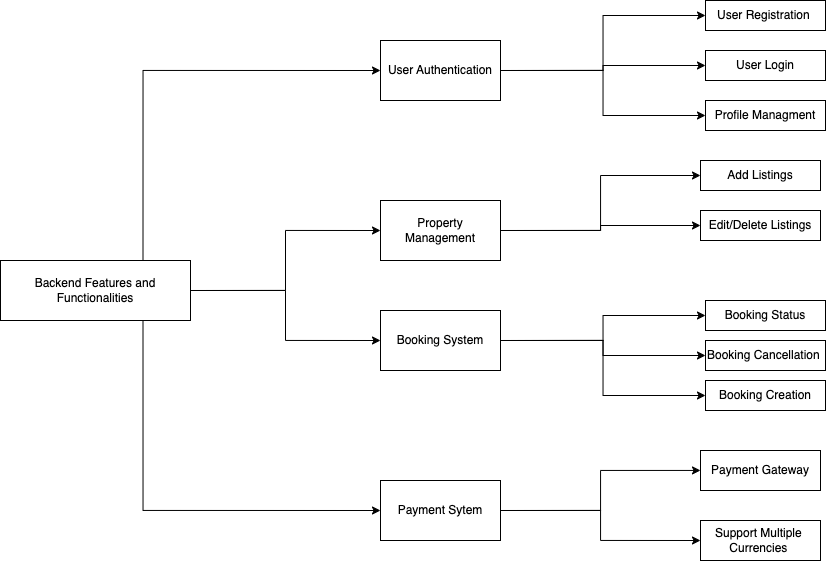 Backend Features and
Functionalities
User Authentication
User Registration
User Login
Profile Managment
Property
Management
Add Listings
Edit/Delete Listings
Booking System
Booking Status
Booking Cancellation
Booking Creation
Payment Sytem
Payment Gateway
Support Multiple
Currencies